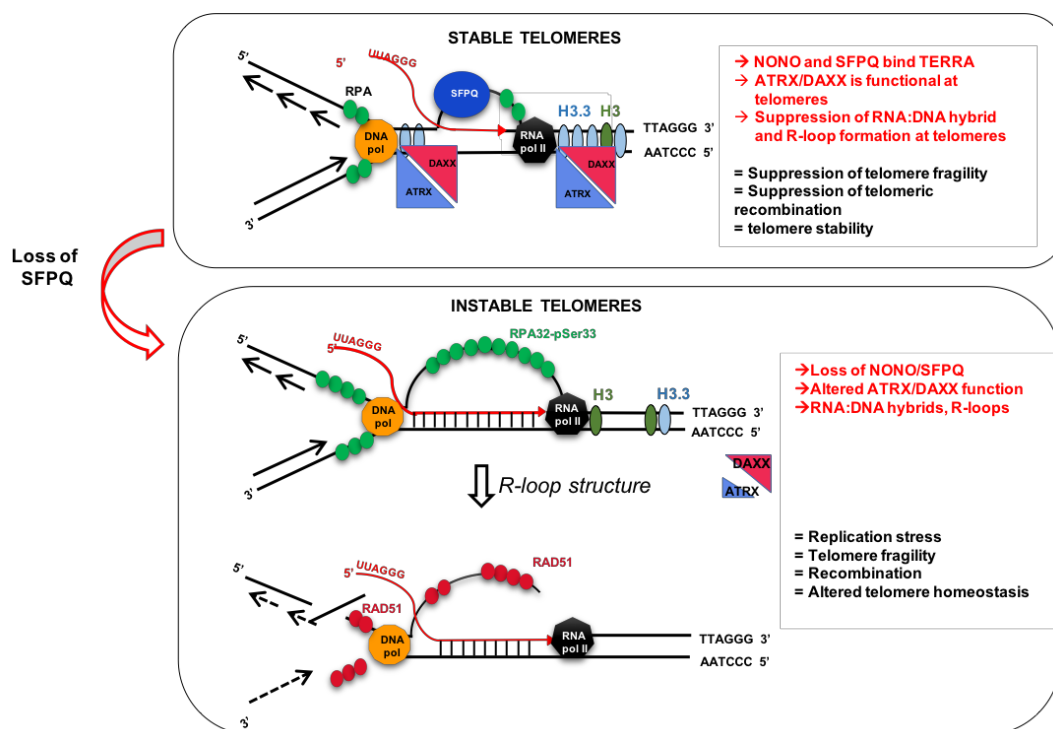 STABLE TELOMERES
5’
5’
UUAGGG
RPA
SFPQ
H3.3 H3
DNA
pol
RNA
pol II
TTAGGG 3’
AATCCC 5’
DAXX
ATRX
DAXX
ATRX
3’
→ NONO and SFPQ bind TERRA
→ ATRX/DAXX is functional at
telomeres
→ Suppression of RNA:DNA hybrid
and R-loop formation at telomeres
= Suppression of telomere fragility
= Suppression of telomeric
recombination
= telomere stability
Loss of
SFPQ
INSTABLE TELOMERES
5’
UUAGGG
5’
RPA32-pSer33
DNA
pol
RNA
pol II
H3
H3.3
TTAGGG 3’
AATCCC 5’
3’
R-loop structure
DAXX
ATRX
→Loss of NONO/SFPQ
→Altered ATRX/DAXX function
→RNA:DNA hybrids, R-loops
= Replication stress
= Telomere fragility
= Recombination
= Altered telomere homeostasis
5’
5’
UUAGGG
RAD51
RAD51
DNA
pol
RNA
pol II
TTAGGG 3’
AATCCC 5’
3’